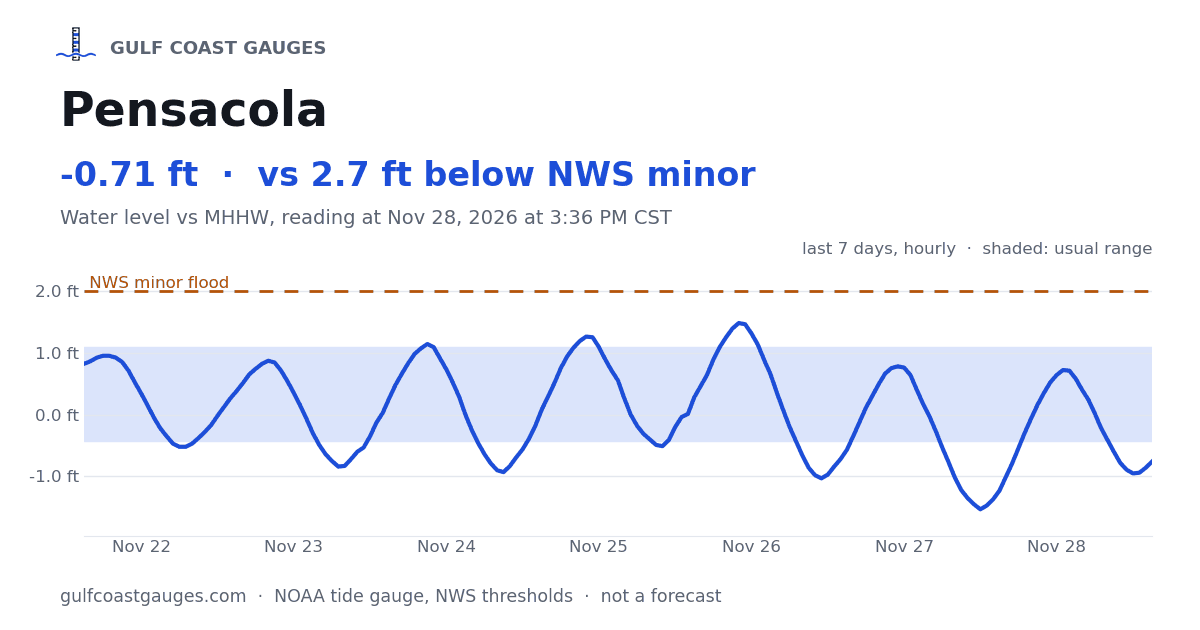 GULF COAST GAUGES
Pensacola
-0.71 ft · vs 2.7 ft below NWS minor
Water level vs MHHW, reading at Nov 28, 2026 at 3:36 PM CST
last 7 days, hourly · shaded: usual range
NWS minor flood
2.0 ft
1.0 ft
0.0 ft
-1.0 ft
Nov 22 Nov 23 Nov 24 Nov 25 Nov 26 Nov 27 Nov 28
gulfcoastgauges.com · NOAA tide gauge, NWS thresholds · not a forecast